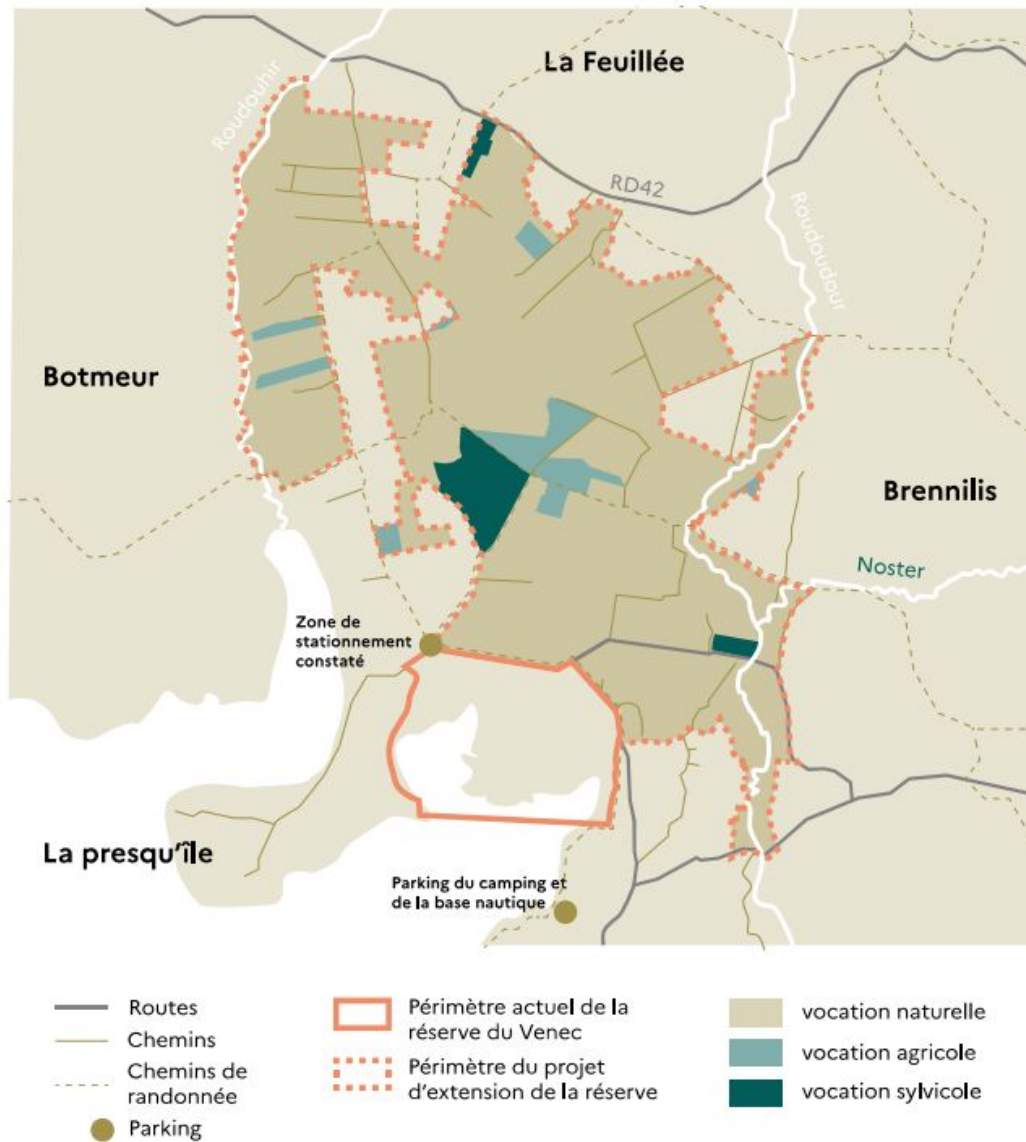 La Feuillée
Roudouhir
RD42
Roudoudour
Botmeur
Brennilis
Noster
Zone de
stationnement
constaté
La presqu'île
Parking du camping et
de la base nautique
Routes
Chemins
Chemins de
randonnée
Parking
Périmètre actuel de la
réserve du Venec
Périmètre du projet
d'extension de la réserve
vocation naturelle
vocation agricole
vocation sylvicole